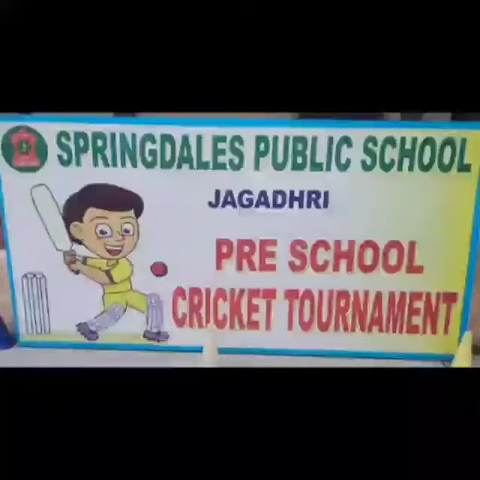 SPRINGDALES PUBLIC SCHOOL
JAGADHRI
PRE SCHOOL
CRICKET TOURNAMENT